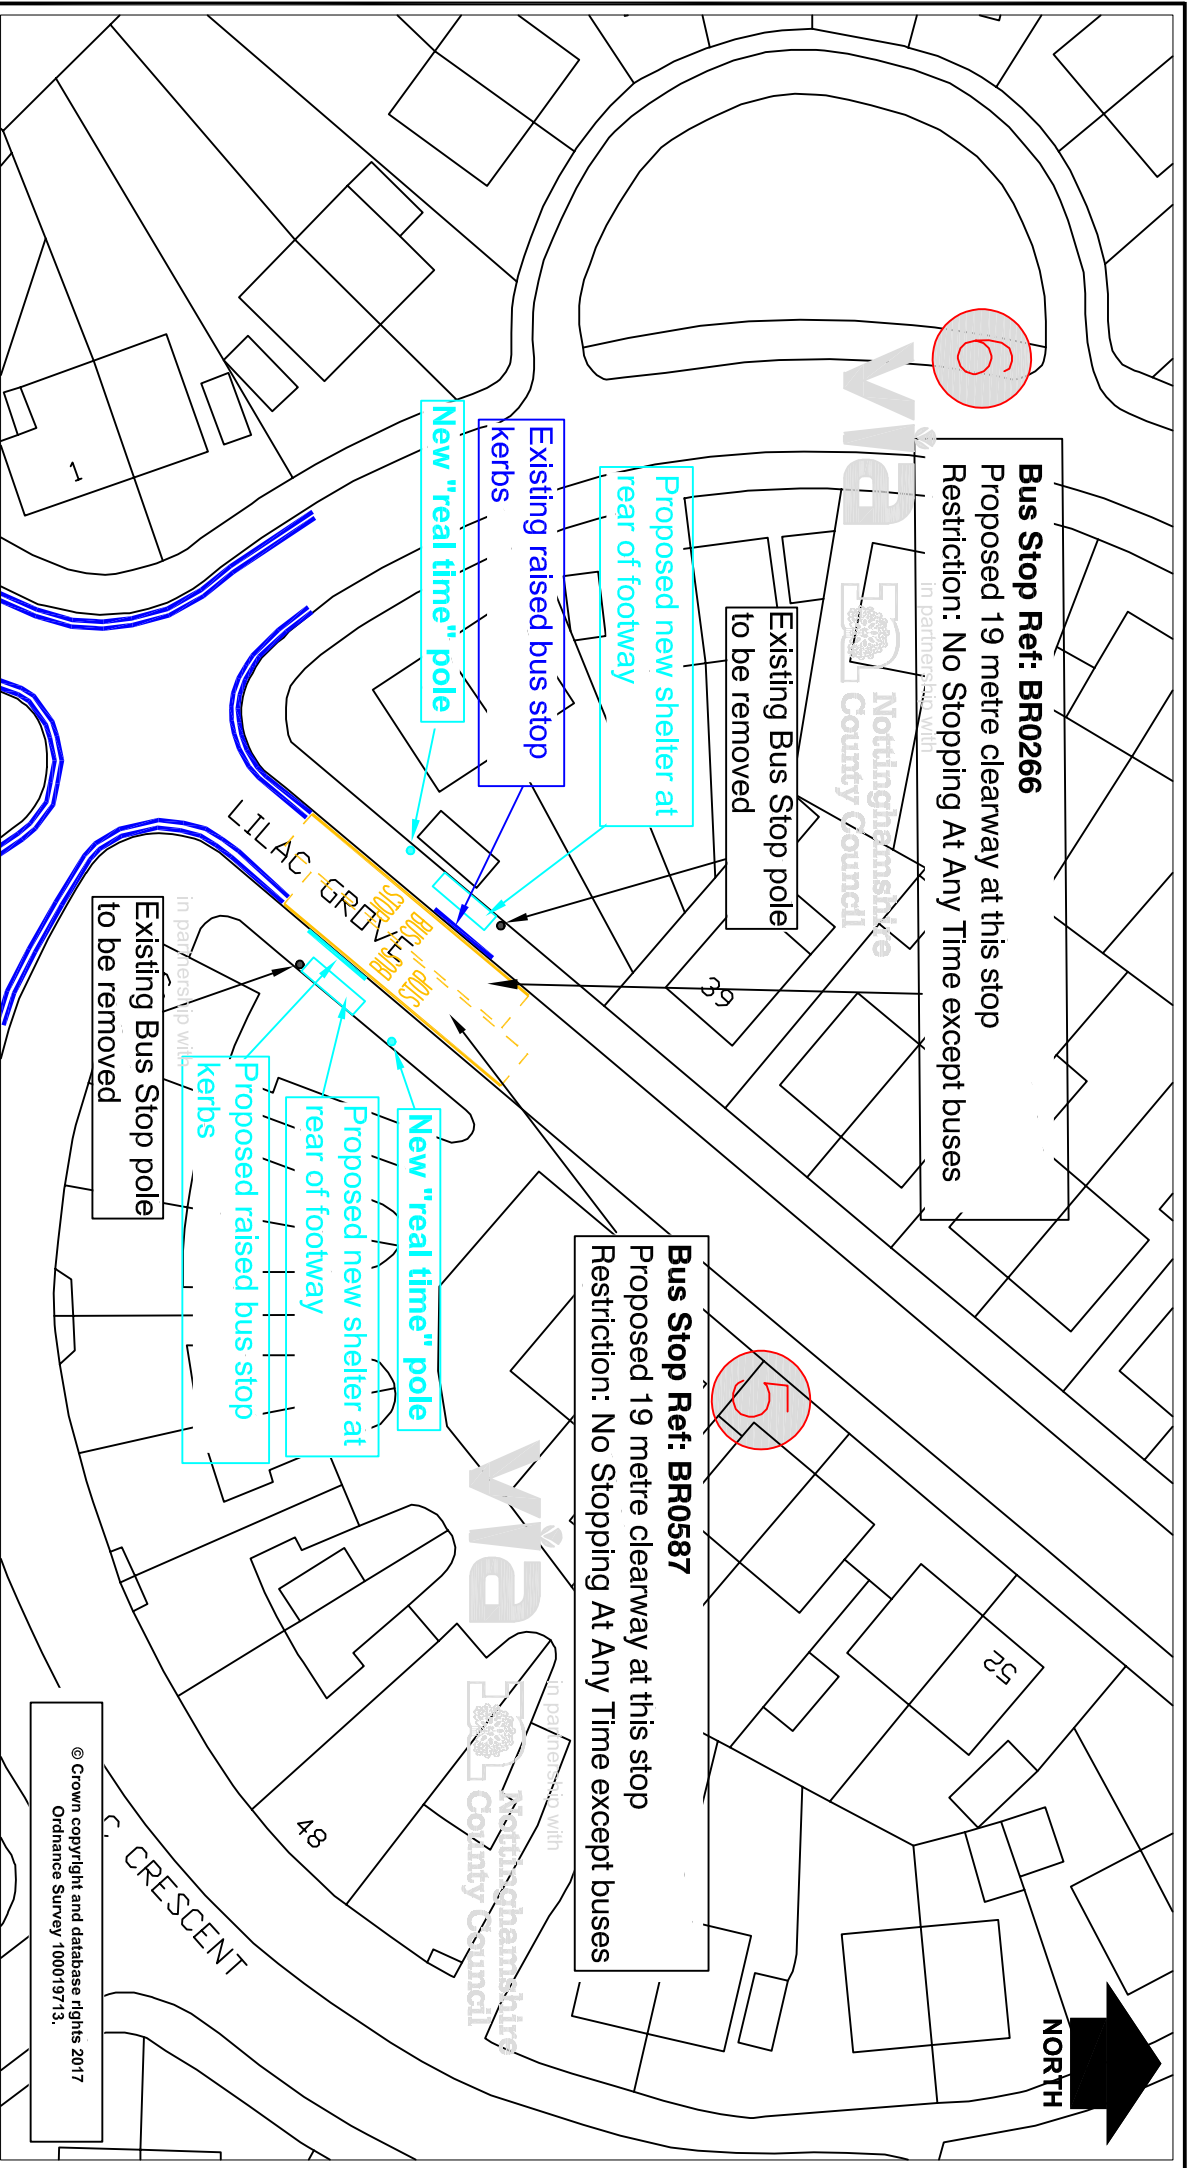 6
Bus Stop Ref: BR0266
Proposed 19 metre clearway at this stop
Restriction: No Stopping At Any Time except buses
via
in partnership with
Nottinghamshire
County Council
Existing Bus Stop pole
to be removed
Proposed new shelter at
rear of footway
Existing raised bus stop
kerbs
New "real time" pole
1
39
LILAC GROVE
BUS
STOP
BUS
STOP
5
Bus Stop Ref: BR0587
Proposed 19 metre clearway at this stop
Restriction: No Stopping At Any Time except buses
New "real time" pole
Proposed new shelter at
rear of footway
Proposed raised bus stop
kerbs
in partnership with
Existing Bus Stop pole
to be removed
52
via
in partnership with
Nottinghamshire
County Council
48
C CRESCENT
NORTH
© Crown copyright and database rights 2017
Ordnance Survey 100019713.